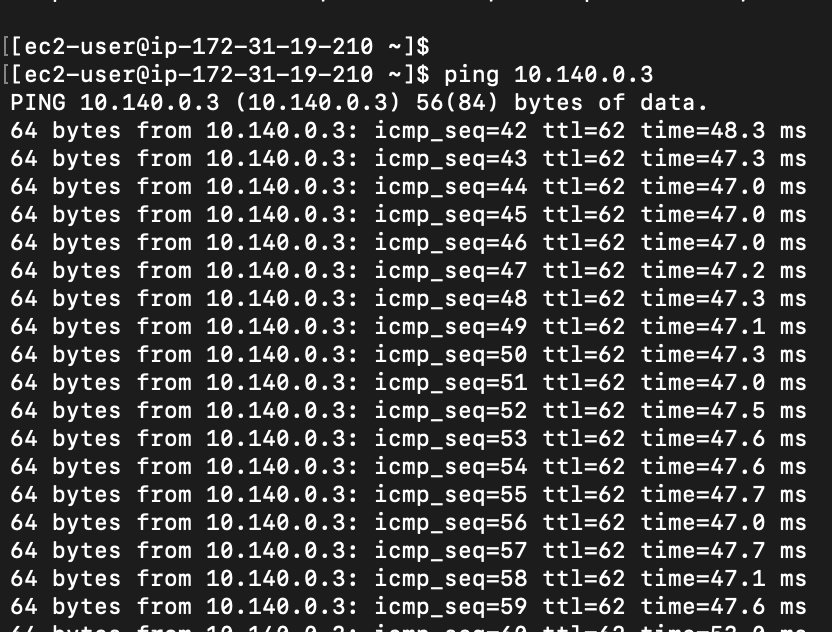 [[ec2-user@ip-172-31-19-210 ~]$
[[ec2-user@ip-172-31-19-210 ~]$ ping 10.140.0.3
PING 10.140.0.3 (10.140.0.3) 56(84) bytes of data.
64 bytes from 10.140.0.3: icmp_seq=42 ttl=62 time=48.3 ms
64 bytes from 10.140.0.3: icmp_seq=43 ttl=62 time=47.3 ms
64 bytes from 10.140.0.3: icmp_seq=44 ttl=62 time=47.0 ms
64 bytes from 10.140.0.3: icmp_seq=45 ttl=62 time=47.0 ms
64 bytes from 10.140.0.3: icmp_seq=46 ttl=62 time=47.0 ms
64 bytes from 10.140.0.3: icmp_seq=47 ttl=62 time=47.2 ms
64 bytes from 10.140.0.3: icmp_seq=48 ttl=62 time=47.3 ms
64 bytes from 10.140.0.3: icmp_seq=49 ttl=62 time=47.1 ms
64 bytes from 10.140.0.3: icmp_seq=50 ttl=62 time=47.3 ms
64 bytes from 10.140.0.3: icmp_seq=51 ttl=62 time=47.0 ms
64 bytes from 10.140.0.3: icmp_seq=52 ttl=62 time=47.5 ms
64 bytes from 10.140.0.3: icmp_seq=53 ttl=62 time=47.6 ms
64 bytes from 10.140.0.3: icmp_seq=54 ttl=62 time=47.6 ms
64 bytes from 10.140.0.3: icmp_seq=55 ttl=62 time=47.7 ms
64 bytes from 10.140.0.3: icmp_seq=56 ttl=62 time=47.0 ms
64 bytes from 10.140.0.3: icmp_seq=57 ttl=62 time=47.7 ms
64 bytes from 10.140.0.3: icmp_seq=58 ttl=62 time=47.1 ms
64 bytes from 10.140.0.3: icmp_seq=59 ttl=62 time=47.6 ms
64 bytes from 10.140.0.3: icmp_seq=60 ttl=62 ms